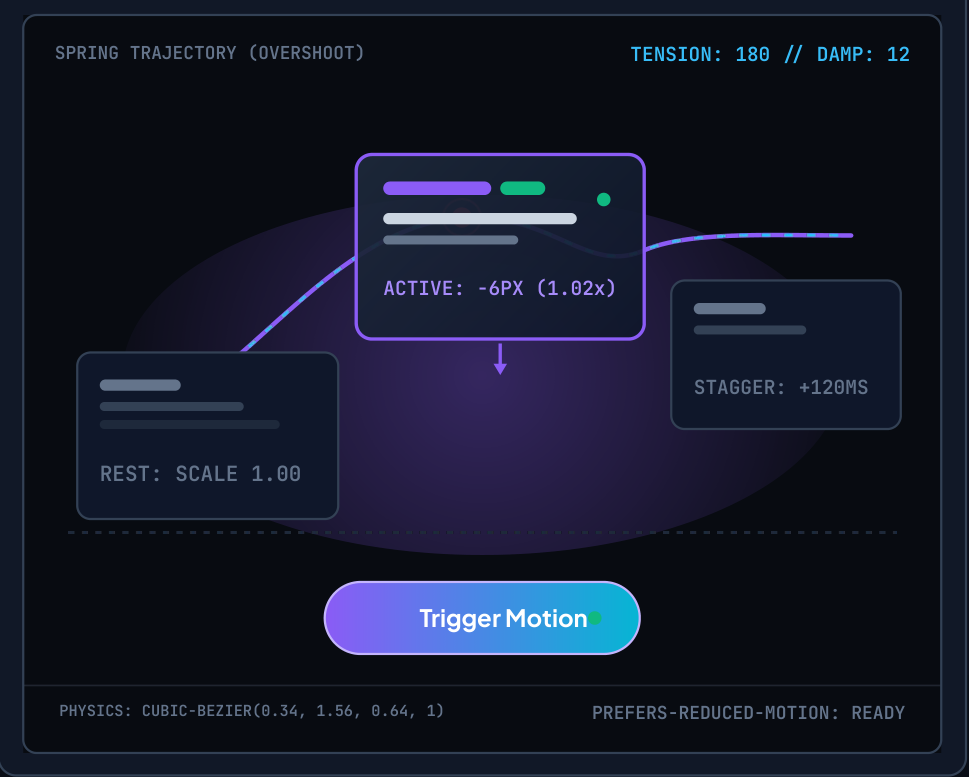 SPRING TRAJECTORY (OVERSHOOT)
TENSION: 180 // DAMP: 12
ACTIVE: -6PX (1.02x)
STAGGER: +120MS
REST: SCALE 1.00
Trigger Motion
PHYSICS: CUBIC-BEZIER(0.34, 1.56, 0.64, 1)
PREFERS-REDUCED-MOTION: READY